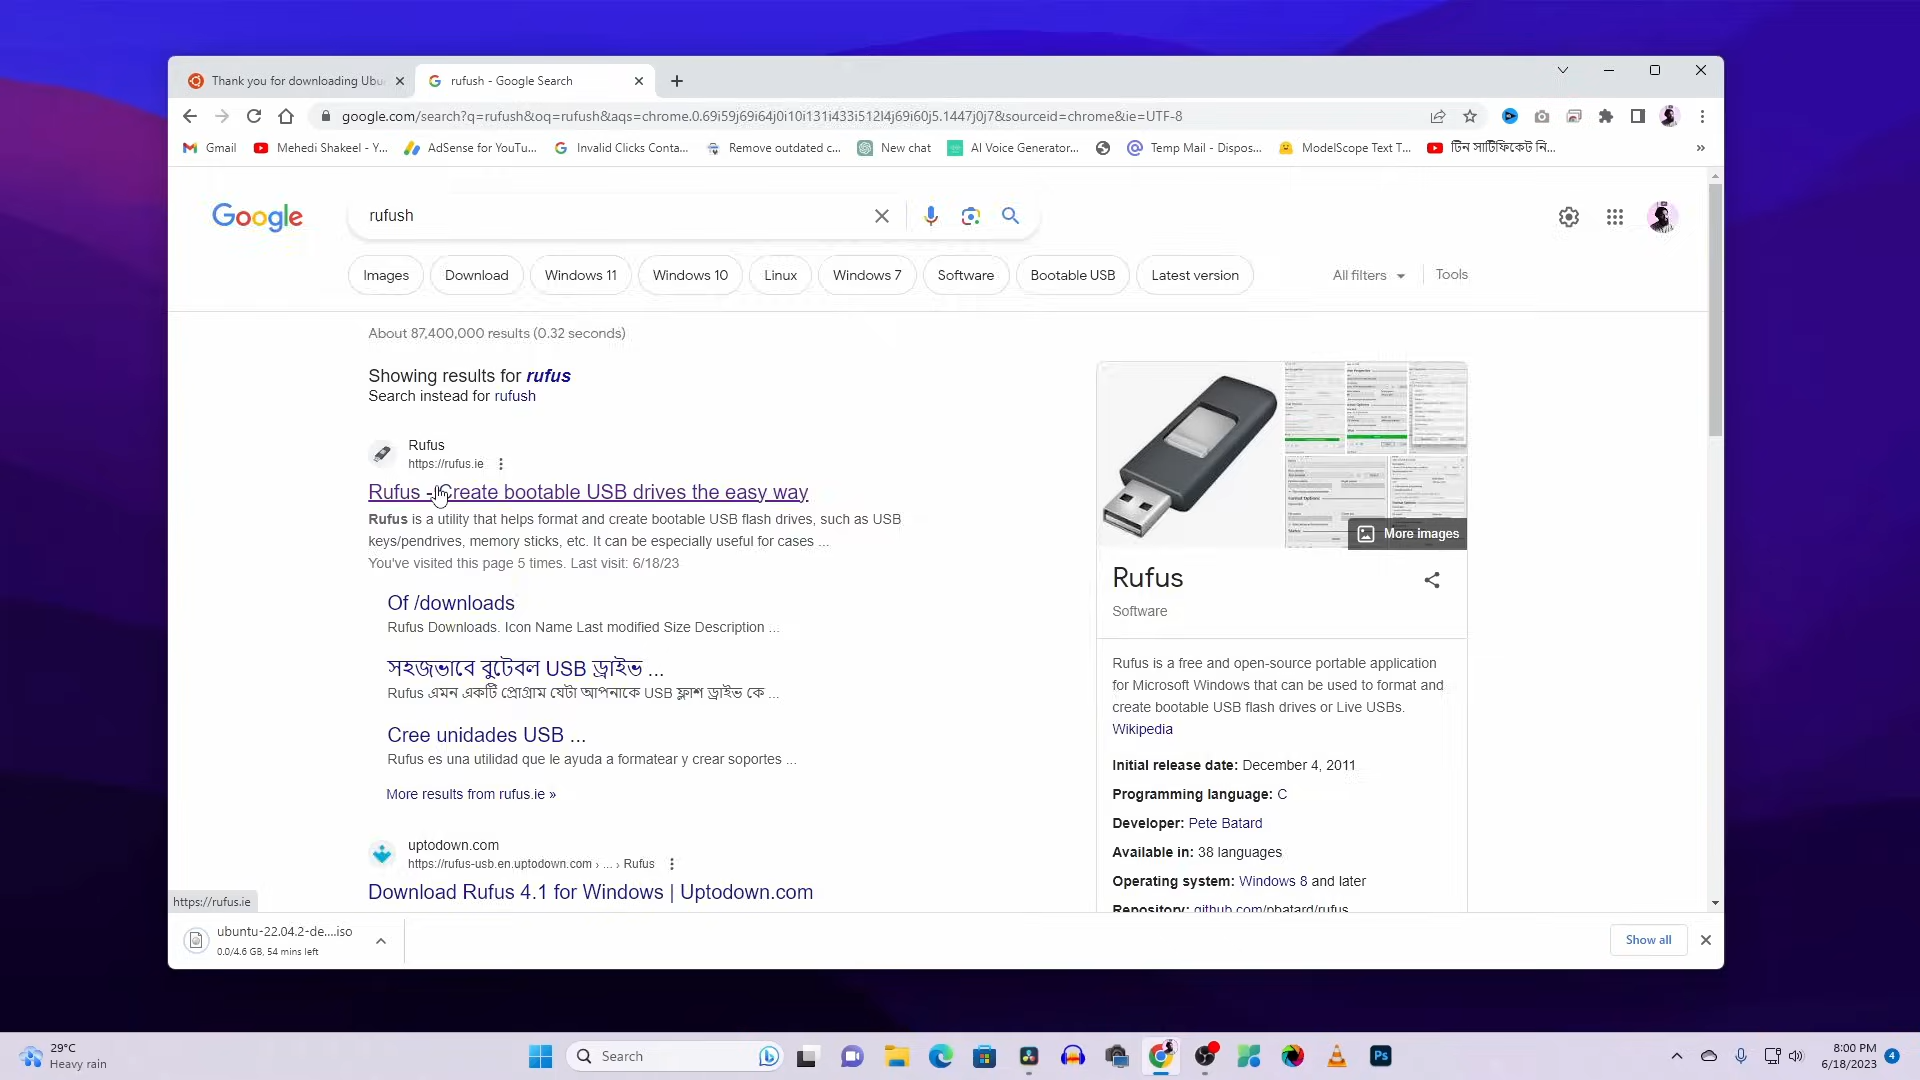 Thank you for downloading Ubu
rufush - Google Search
google.com/search?q=rufush&oq=rufush&aqs=chrome.0.69i59j69i64j0i10i131i433i512l4j69i60j5.1447j0j7&sourceid=chrome&ie=UTF-8
Gmail
Mehedi Shakeel - Y...
AdSense for YouTu...
Invalid Clicks Conta...
Remove outdated c...
New chat
AI Voice Generator...
Temp Mail - Dispos...
ModelScope Text T...
টিন সার্টিফিকেট নি...
»
Google
rufush
Images
Download
Windows 11
Windows 10
Linux
Windows 7
Software
Bootable USB
Latest version
All filters
Tools
About 87,400,000 results (0.32 seconds)
Showing results for rufus
Search instead for rufush
Rufus
https://rufus.ie
Rufus - Create bootable USB drives the easy way
Rufus is a utility that helps format and create bootable USB flash drives, such as USB
keys/pendrives, memory sticks, etc. It can be especially useful for cases ...
You've visited this page 5 times. Last visit: 6/18/23
Of /downloads
Rufus Downloads. Icon Name Last modified Size Description ...
সহজভাবে বুটেবল USB ড্রাইভ ...
Rufus এমন একটি প্রোগ্রাম যেটা আপনাকে USB ফ্লাশ ড্রাইভ কে ...
Cree unidades USB ...
Rufus es una utilidad que le ayuda a formatear y crear soportes ...
More results from rufus.ie »
uptodown.com
https://rufus-usb.en.uptodown.com › ... › Rufus
Download Rufus 4.1 for Windows | Uptodown.com
More images
Rufus
Software
Rufus is a free and open-source portable application
for Microsoft Windows that can be used to format and
create bootable USB flash drives or Live USBs.
Wikipedia
Initial release date: December 4, 2011
Programming language: C
Developer: Pete Batard
Available in: 38 languages
Operating system: Windows 8 and later
Repository: github.com/pbatard/rufus
https://rufus.ie
ubuntu-22.04.2-de....iso
0.0/4.6 GB, 54 mins left
Show all
29°C
Heavy rain
Search
Ps
8:00 PM
6/18/2023
4